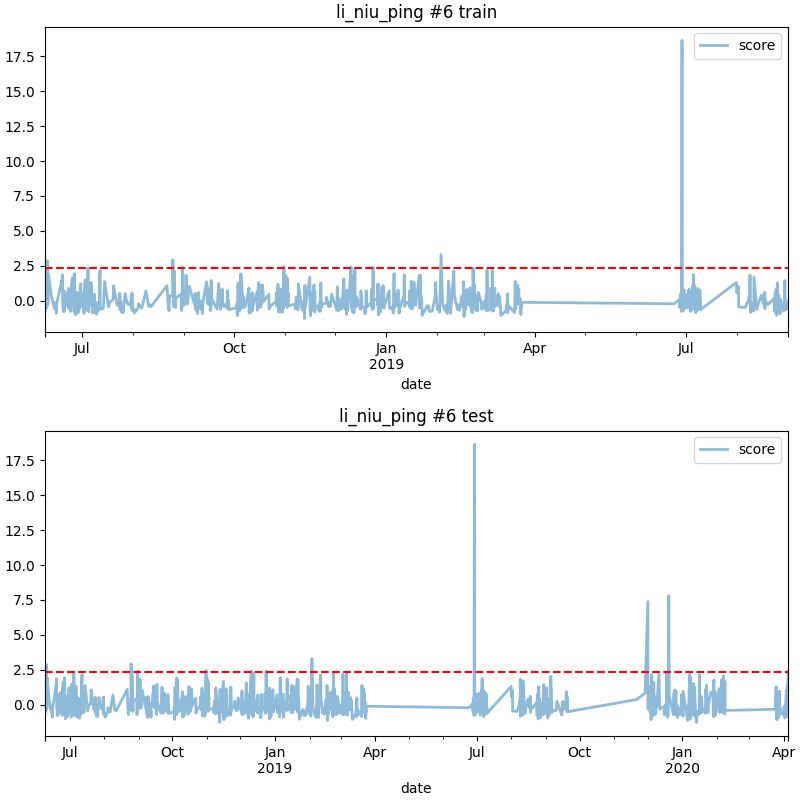 li_niu_ping #6 train
score
17.5
15.0
12.5
10.0
7.5
5.0
2.5
0.0
Jul Oct Jan Apr Jul
2019
date
li_niu_ping #6 test
score
17.5
15.0
12.5
10.0
7.5
5.0
2.5
0.0
Jul Oct Jan Apr Jul Oct Jan Apr
2019 2020
date